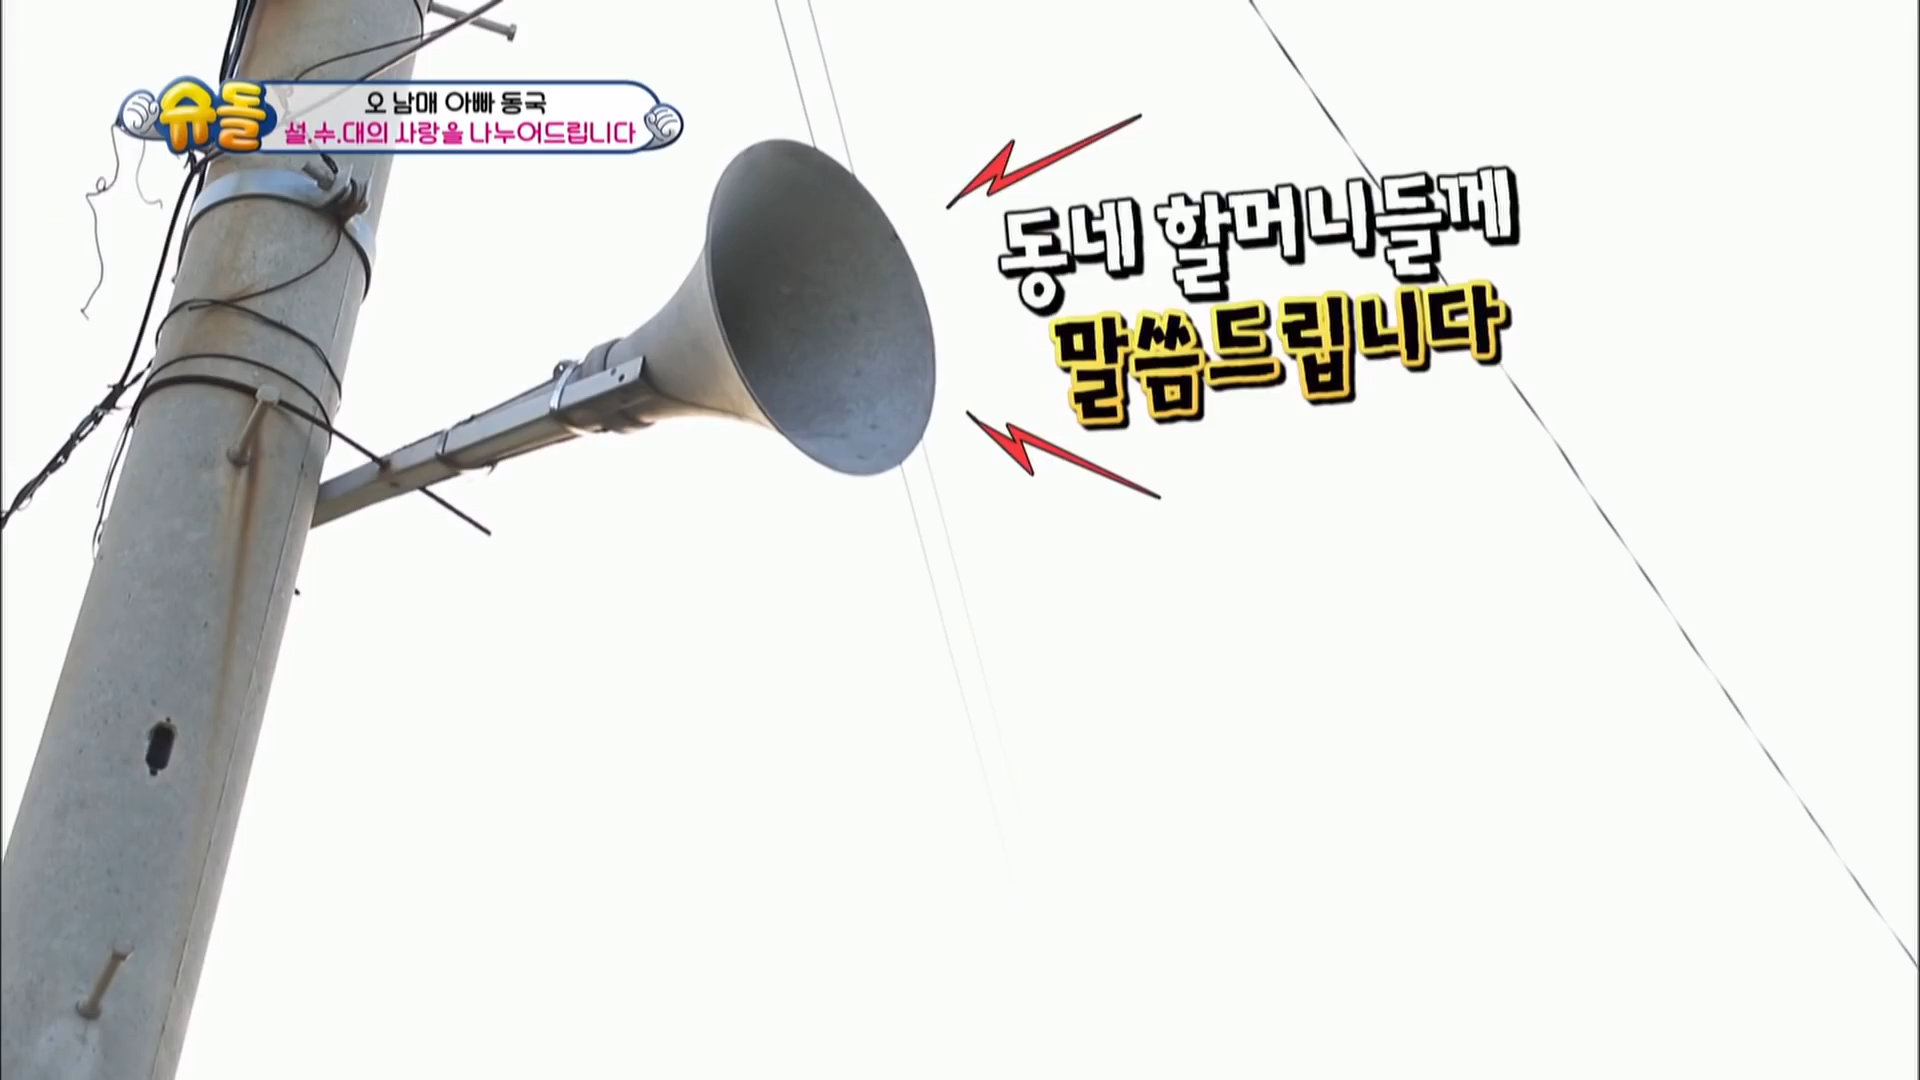 슈돌
오 남매 아빠 동국
설.수.대의 사랑을 나누어드립니다
동네 할머니들께
말씀드립니다